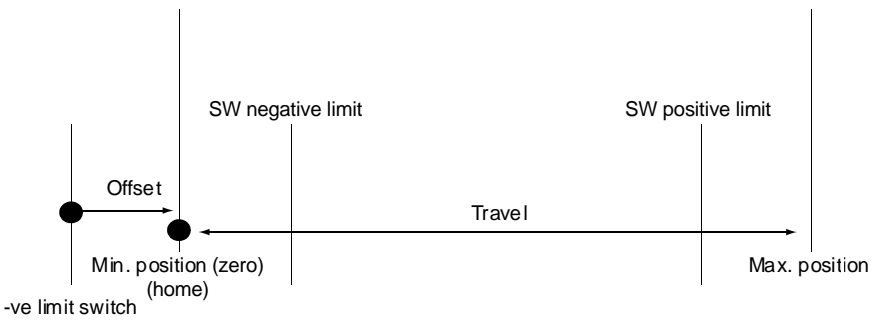 SW negative limit
SW positive limit
Offset
Travel
Min. position (zero)
(home)
Max. position
-ve limit switch